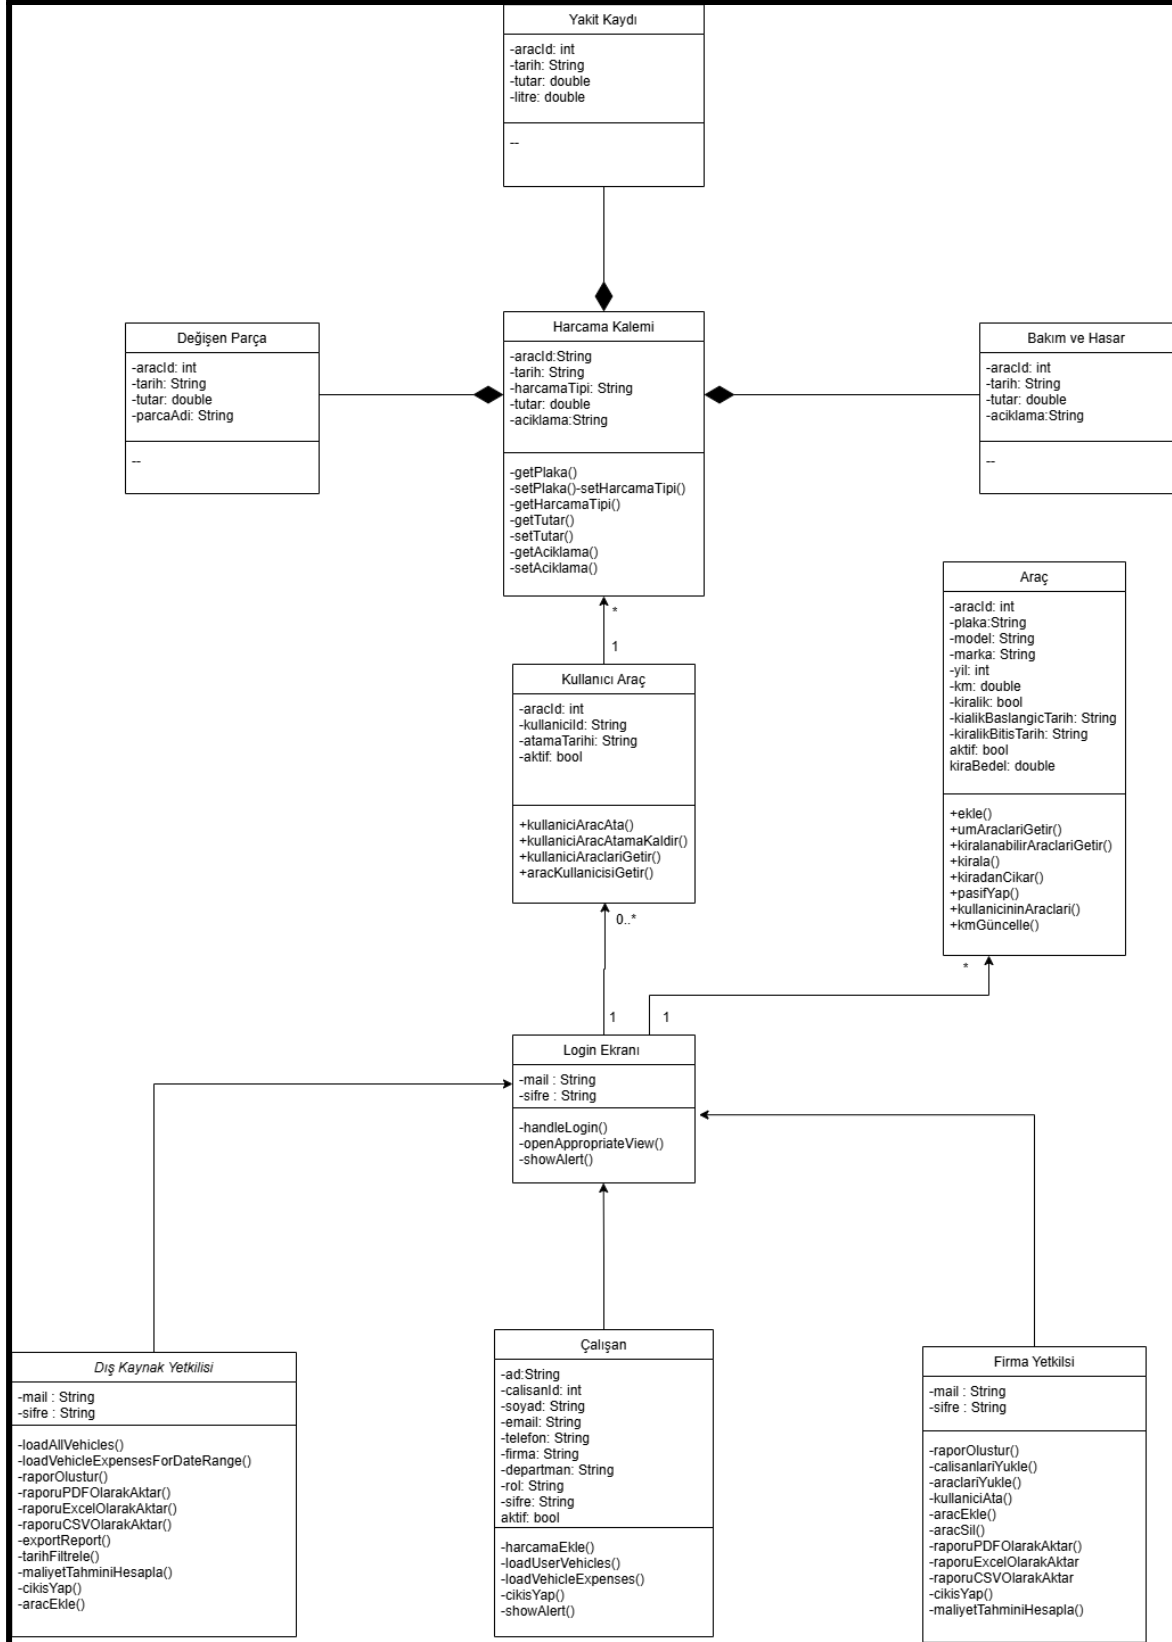 Yakit Kaydı
-aracId: int
-tarih: String
-tutar: double
-litre: double
--
Değişen Parça
-aracId: int
-tarih: String
-tutar: double
-parcaAdi: String
--
Harcama Kalemi
-aracId:String
-tarih: String
-harcamaTipi: String
-tutar: double
-aciklama:String
-getPlaka()
-setPlaka()-setHarcamaTipi()
-getHarcamaTipi()
-getTutar()
-setTutar()
-getAciklama()
-setAciklama()
Bakım ve Hasar
-aracId: int
-tarih: String
-tutar: double
-aciklama:String
--
*
1
Kullanıcı Araç
-aracId: int
-kullaniciId: String
-atamaTarihi: String
-aktif: bool
+kullaniciAracAta()
+kullaniciAracAtamaKaldir()
+kullaniciAraclariGetir()
+aracKullanicisiGetir()
Araç
-aracId: int
-plaka:String
-model: String
-marka: String
-yil: int
-km: double
-kiralik: bool
-kialikBaslangicTarih: String
-kiralikBitisTarih: String
aktif: bool
kiraBedel: double
+ekle()
+umAraclariGetir()
+kiralanabilirAraclariGetir()
+kirala()
+kiradanCikar()
+pasifYap()
+kullanicininAraclari()
+kmGüncelle()
0..*
*
1
1
Login Ekranı
-mail : String
-sifre : String
-handleLogin()
-openAppropriateView()
-showAlert()
Dış Kaynak Yetkilisi
-mail : String
-sifre : String
-loadAllVehicles()
-loadVehicleExpensesForDateRange()
-raporOlustur()
-raporuPDFOlarakAktar()
-raporuExcelOlarakAktar()
-raporuCSVOlarakAktar()
-exportReport()
-tarihFiltrele()
-maliyetTahminiHesapla()
-cikisYap()
-aracEkle()
Çalışan
-ad:String
-calisanId: int
-soyad: String
-email: String
-telefon: String
-firma: String
-departman: String
-rol: String
-sifre: String
aktif: bool
-harcamaEkle()
-loadUserVehicles()
-loadVehicleExpenses()
-cikisYap()
-showAlert()
Firma Yetkilsi
-mail : String
-sifre : String
-raporOlustur()
-calisanlariYukle()
-araclariYukle()
-kullaniciAta()
-aracEkle()
-aracSil()
-raporuPDFOlarakAktar()
-raporuExcelOlarakAktar
-raporuCSVOlarakAktar
-cikisYap()
-maliyetTahminiHesapla()